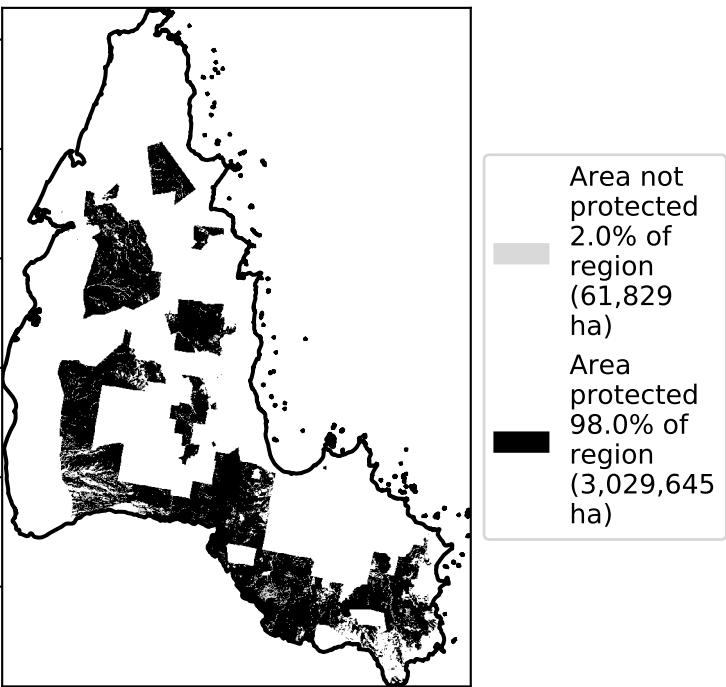 Area not
protected
2.0% of
region
(61,829
ha)
Area
protected
98.0% of
region
(3,029,645
ha)